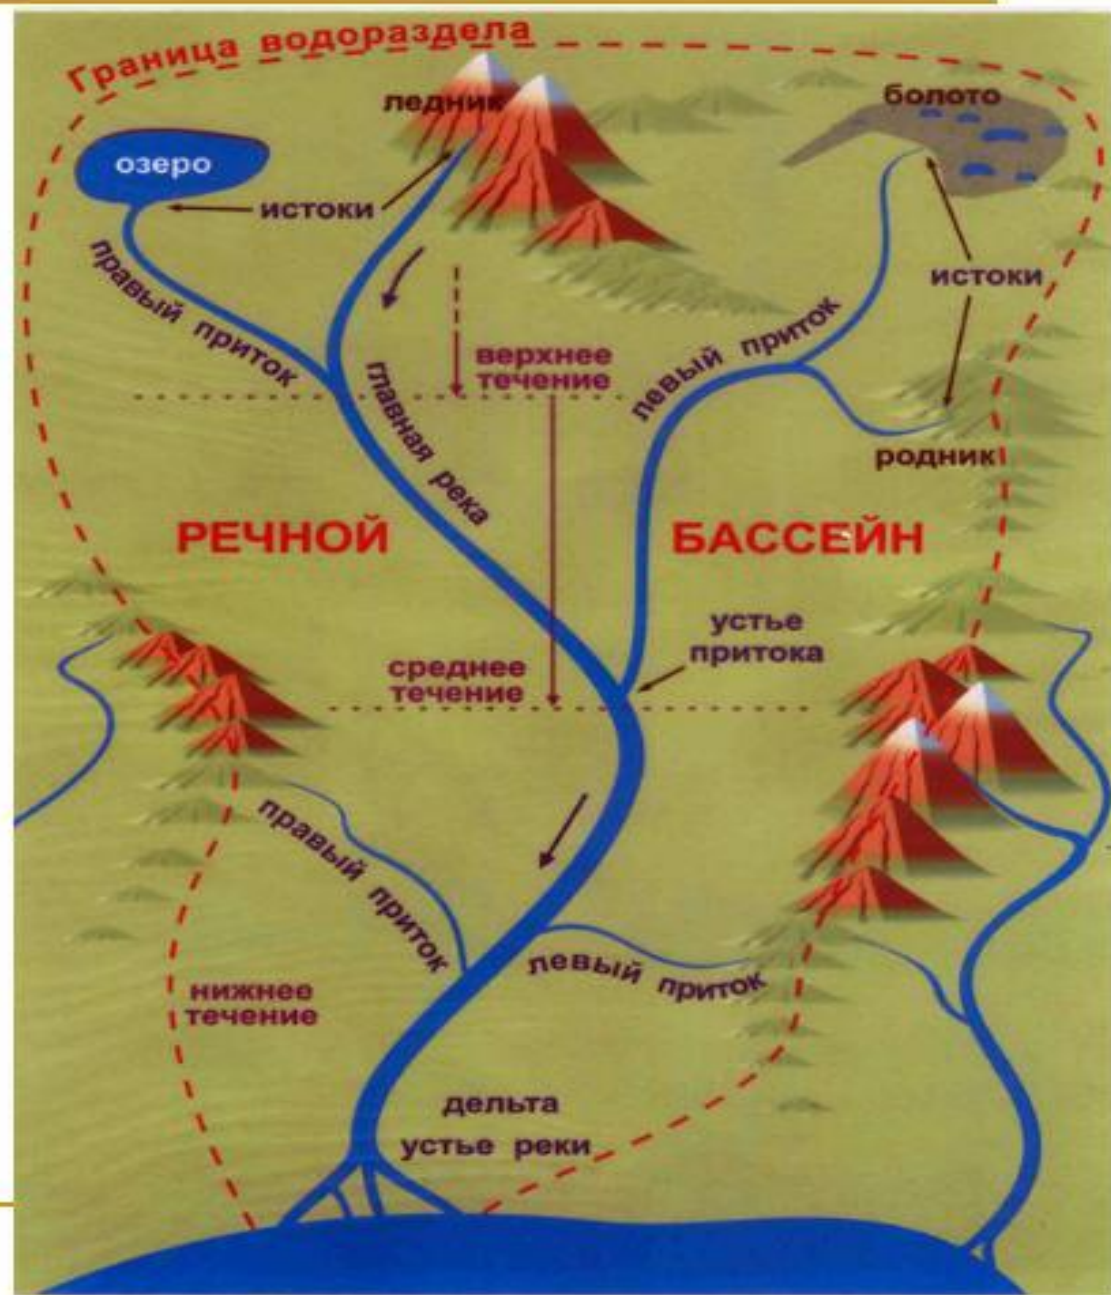 Граница водораздела
ледник
болото
озеро
истоки
истоки
правый приток
верхнее
течение
левый приток
главная река
родник
РЕЧНОЙ БАССЕЙН
устье
притока
среднее
течение
правый приток
левый приток
нижнее
течение
дельта
устье реки